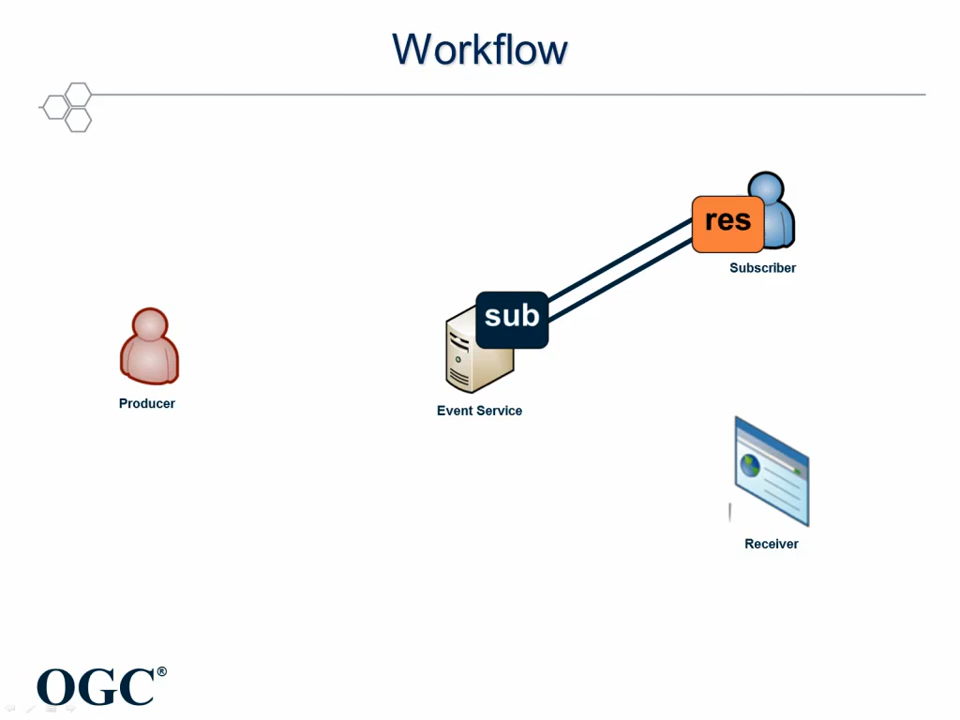 Workflow
res
Subscriber
sub
Producer
Event Service
Receiver
OGC®